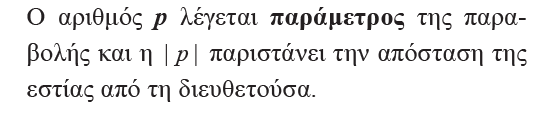 Ο αριθμός p λέγεται παράμετρος της παρα-
βολής και η | p | παριστάνει την απόσταση της
εστίας από τη διευθετούσα.